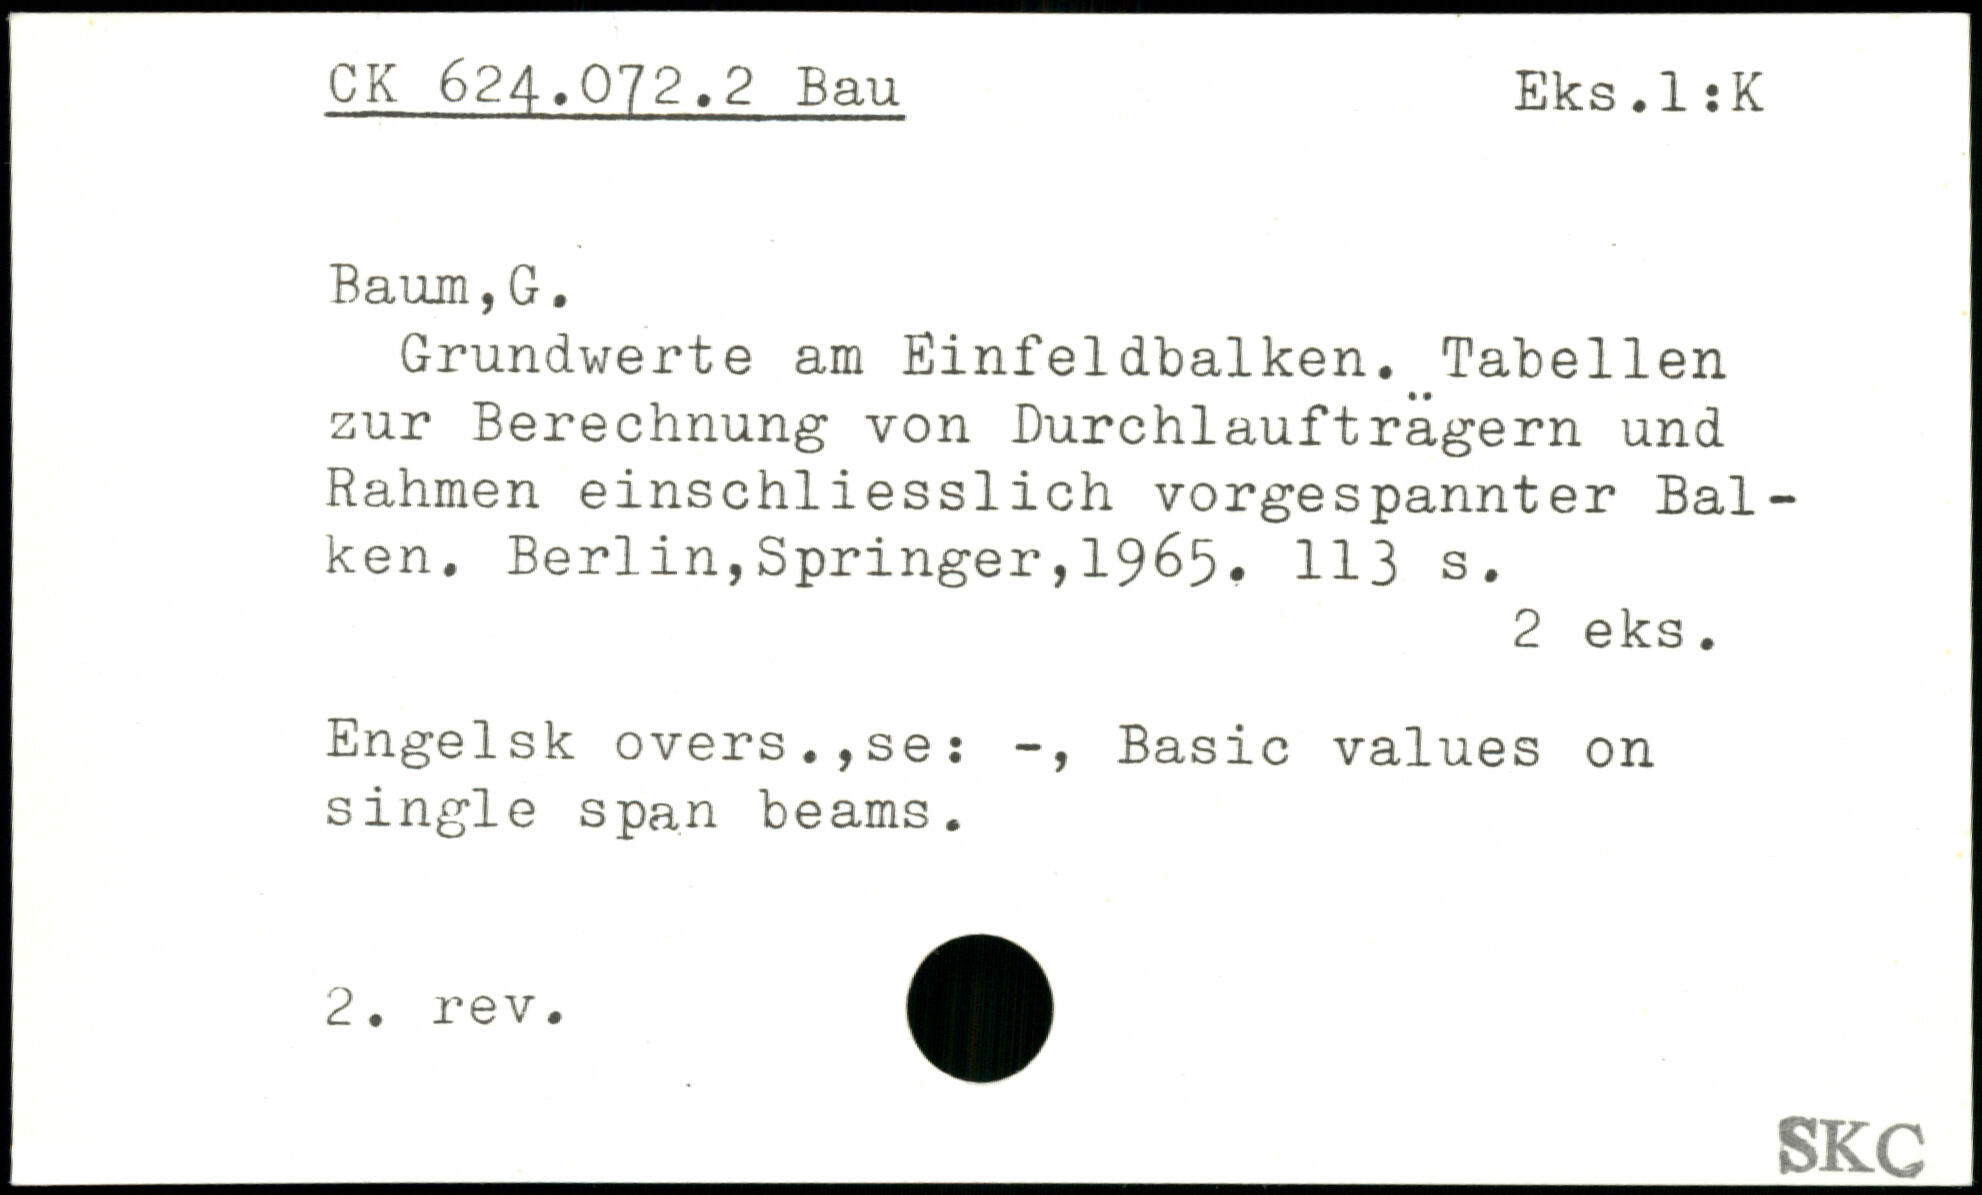 CK 624.072.2 Bau Eks.1:K
Baum,G.
Grundwerte am Einfeldbalken. Tabellen
zur Berechnung von Durchlaufträgern und
Rahmen einschliesslich vorgespannter Bal-
ken. Berlin,Springer,1965. 113 s.
2 eks.
Engelsk overs.,se: -, Basic values on
single span beams.
2. rev.
SKC